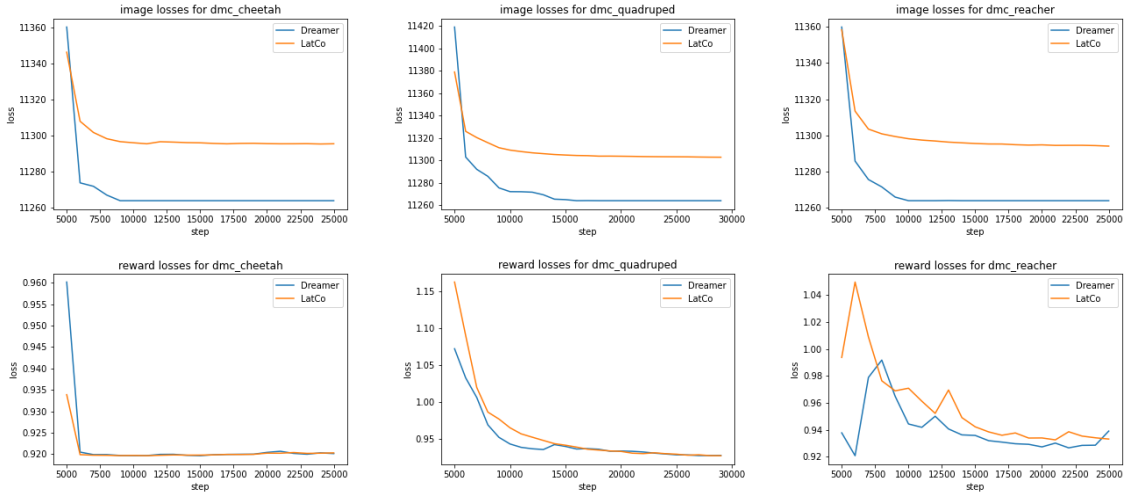 image losses for dmc_cheetah
11360
11340
11320
11300
11280
11260
loss
5000 7500 10000 12500 15000 17500 20000 22500 25000
step
Dreamer
LatCo
image losses for dmc_quadruped
11420
11400
11380
11360
11340
11320
11300
11280
11260
loss
5000 10000 15000 20000 25000 30000
step
Dreamer
LatCo
image losses for dmc_reacher
11360
11340
11320
11300
11280
11260
loss
5000 7500 10000 12500 15000 17500 20000 22500 25000
step
Dreamer
LatCo
reward losses for dmc_cheetah
0.960
0.955
0.950
0.945
0.940
0.935
0.930
0.925
0.920
loss
5000 7500 10000 12500 15000 17500 20000 22500 25000
step
Dreamer
LatCo
reward losses for dmc_quadruped
1.15
1.10
1.05
1.00
0.95
loss
5000 10000 15000 20000 25000 30000
step
Dreamer
LatCo
reward losses for dmc_reacher
1.04
1.02
1.00
0.98
0.96
0.94
0.92
loss
5000 7500 10000 12500 15000 17500 20000 22500 25000
step
Dreamer
LatCo